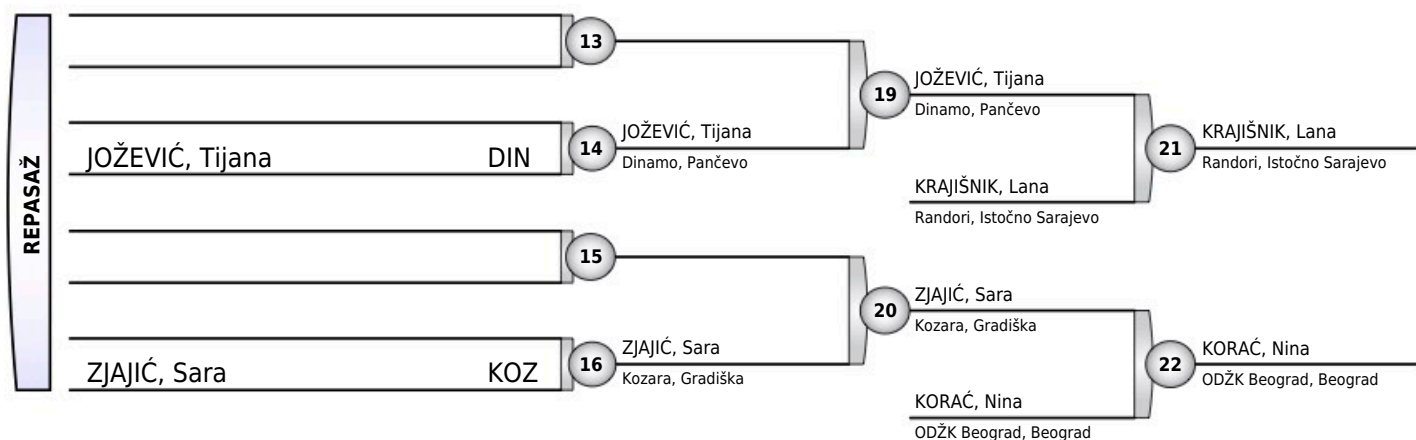 REPASAŽ
13
JOŽEVIĆ, Tijana DIN
14
JOŽEVIĆ, Tijana
Dinamo, Pančevo
19
JOŽEVIĆ, Tijana
Dinamo, Pančevo
KRAJIŠNIK, Lana
Randori, Istočno Sarajevo
21
KRAJIŠNIK, Lana
Randori, Istočno Sarajevo
15
ZJAJIĆ, Sara KOZ
16
ZJAJIĆ, Sara
Kozara, Gradiška
20
ZJAJIĆ, Sara
Kozara, Gradiška
KORAĆ, Nina
ODŽK Beograd, Beograd
22
KORAĆ, Nina
ODŽK Beograd, Beograd